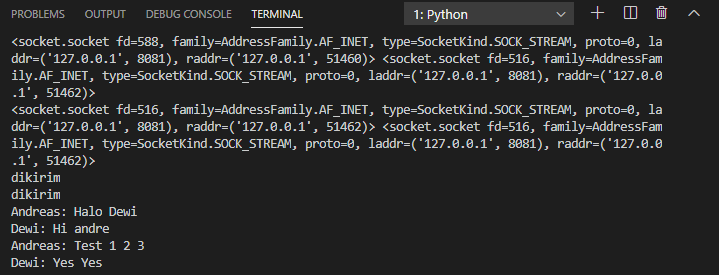 PROBLEMS OUTPUT DEBUG CONSOLE TERMINAL 1: Python
<socket.socket fd=588, family=AddressFamily.AF_INET, type=SocketKind.SOCK_STREAM, proto=0, la
ddr=('127.0.0.1', 8081), raddr=('127.0.0.1', 51460)> <socket.socket fd=516, family=AddressFam
ily.AF_INET, type=SocketKind.SOCK_STREAM, proto=0, laddr=('127.0.0.1', 8081), raddr=('127.0.0
.1', 51462)>
<socket.socket fd=516, family=AddressFamily.AF_INET, type=SocketKind.SOCK_STREAM, proto=0, la
ddr=('127.0.0.1', 8081), raddr=('127.0.0.1', 51462)> <socket.socket fd=516, family=AddressFam
ily.AF_INET, type=SocketKind.SOCK_STREAM, proto=0, laddr=('127.0.0.1', 8081), raddr=('127.0.0
.1', 51462)>
dikirim
dikirim
Andreas: Halo Dewi
Dewi: Hi andre
Andreas: Test 1 2 3
Dewi: Yes Yes